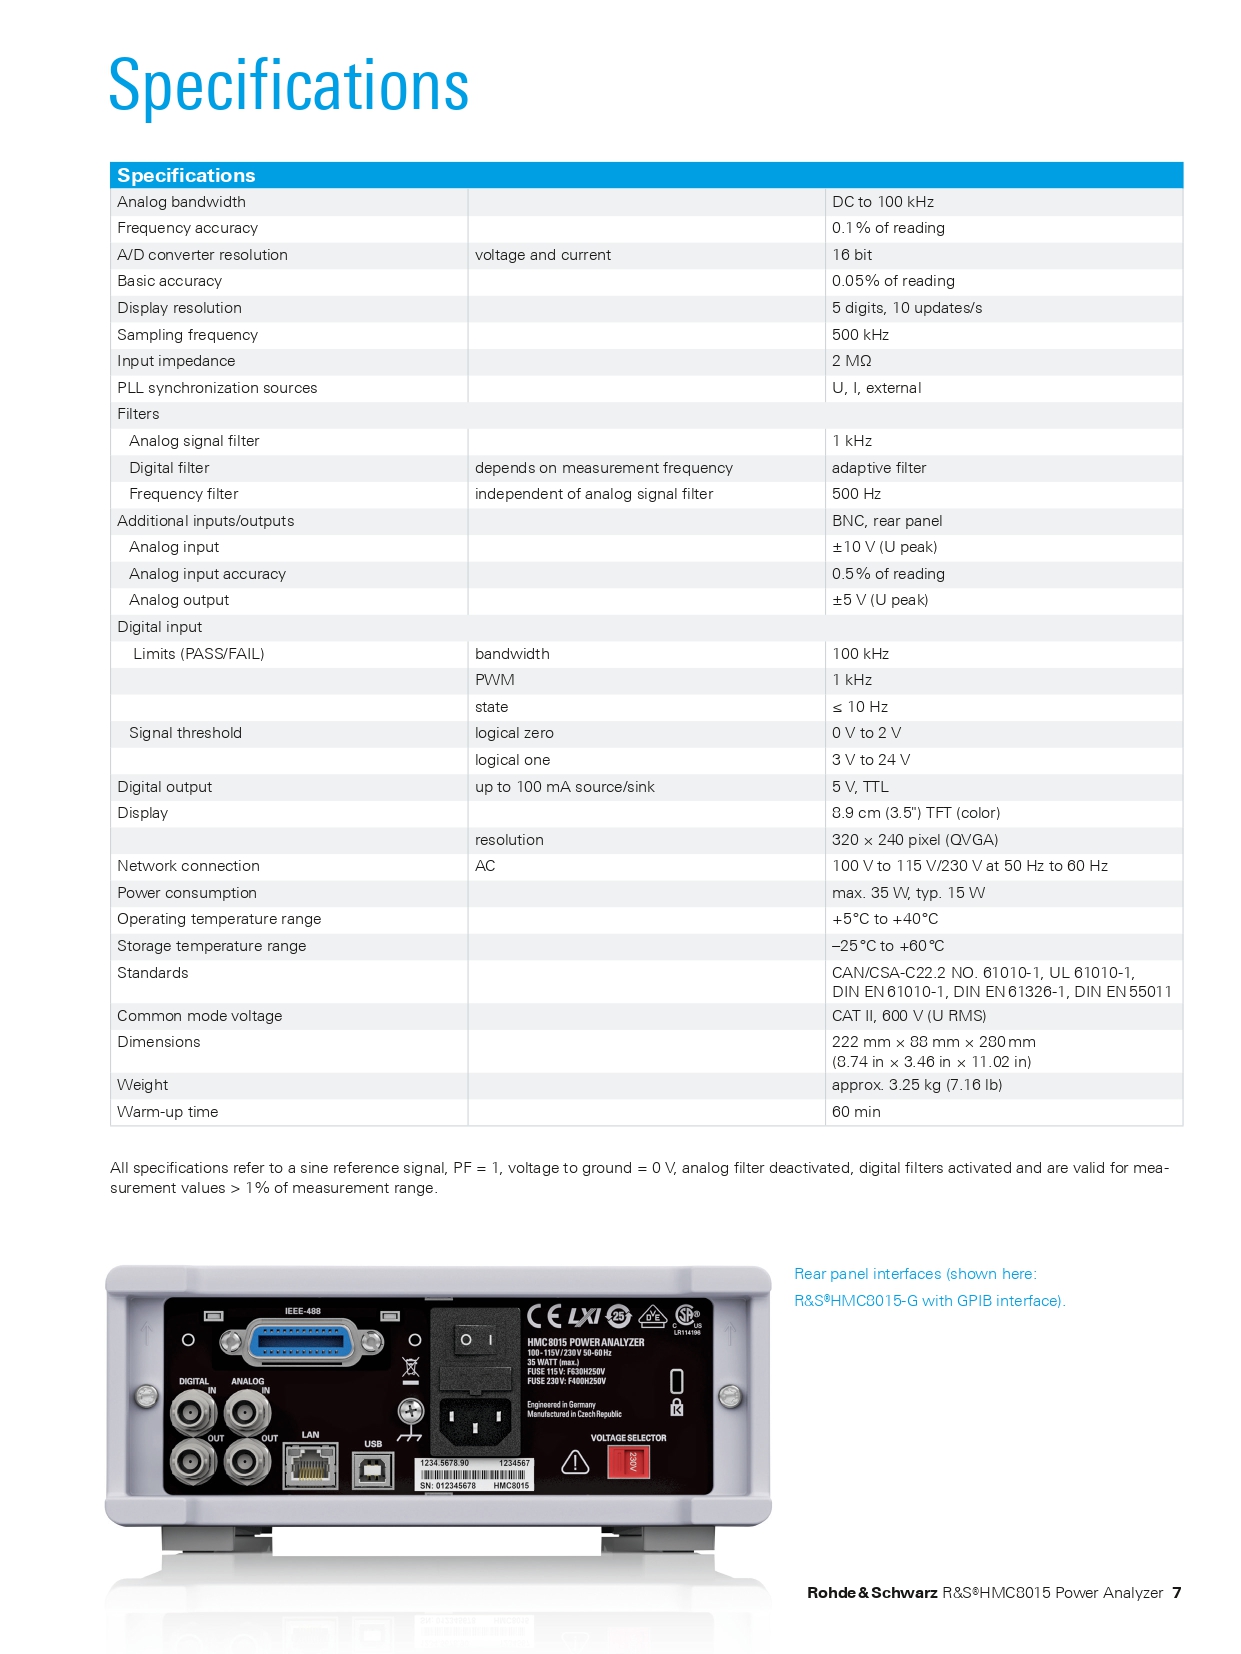 Specifications
Specifications
Analog bandwidth DC to 100 kHz
Frequency accuracy 0.1% of reading
A/D converter resolution voltage and current 16 bit
Basic accuracy 0.05% of reading
Display resolution 5 digits, 10 updates/s
Sampling frequency 500 kHz
Input impedance 2 MΩ
PLL synchronization sources U, I, external
Filters
Analog signal filter 1 kHz
Digital filter depends on measurement frequency adaptive filter
Frequency filter independent of analog signal filter 500 Hz
Additional inputs/outputs BNC, rear panel
Analog input ±10 V (U peak)
Analog input accuracy 0.5% of reading
Analog output ±5 V (U peak)
Digital input
Limits (PASS/FAIL) bandwidth 100 kHz
PWM 1 kHz
state ≤ 10 Hz
Signal threshold logical zero 0 V to 2 V
logical one 3 V to 24 V
Digital output up to 100 mA source/sink 5 V, TTL
Display 8.9 cm (3.5") TFT (color)
resolution 320 × 240 pixel (QVGA)
Network connection AC 100 V to 115 V/230 V at 50 Hz to 60 Hz
Power consumption max. 35 W, typ. 15 W
Operating temperature range +5 °C to +40 °C
Storage temperature range –25 °C to +60 °C
Standards CAN/CSA-C22.2 NO. 61010-1, UL 61010-1,
DIN EN 61010-1, DIN EN 61326-1, DIN EN 55011
Common mode voltage CAT II, 600 V (U RMS)
Dimensions 222 mm × 88 mm × 280 mm
(8.74 in × 3.46 in × 11.02 in)
Weight approx. 3.25 kg (7.16 lb)
Warm-up time 60 min
All specifications refer to a sine reference signal, PF = 1, voltage to ground = 0 V, analog filter deactivated, digital filters activated and are valid for mea-
surement values > 1% of measurement range.
Rear panel interfaces (shown here:
R&S®HMC8015-G with GPIB interface).
IEEE-488
CE LXI 25 VDE C SA® US
LR114196
HMC 8015 POWER ANALYZER
100 - 115V / 230 V 50-60 Hz
35 WATT (max.)
FUSE 115 V: F630H250V
FUSE 230 V: F400H250V
Engineered in Germany
Manufactured in Czech Republic
DIGITAL ANALOG
IN IN
OUT OUT
LAN
USB
VOLTAGE SELECTOR
230V
1234.5678.90 1234567
SN: 012345678 HMC8015
Rohde & Schwarz R&S®HMC8015 Power Analyzer 7